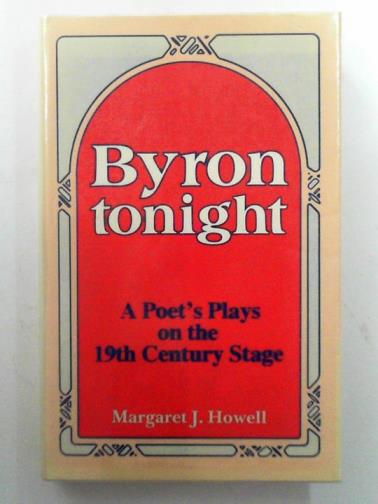 Byron
tonight
A Poet's Plays
on the
19th Century Stage
Margaret J. Howell